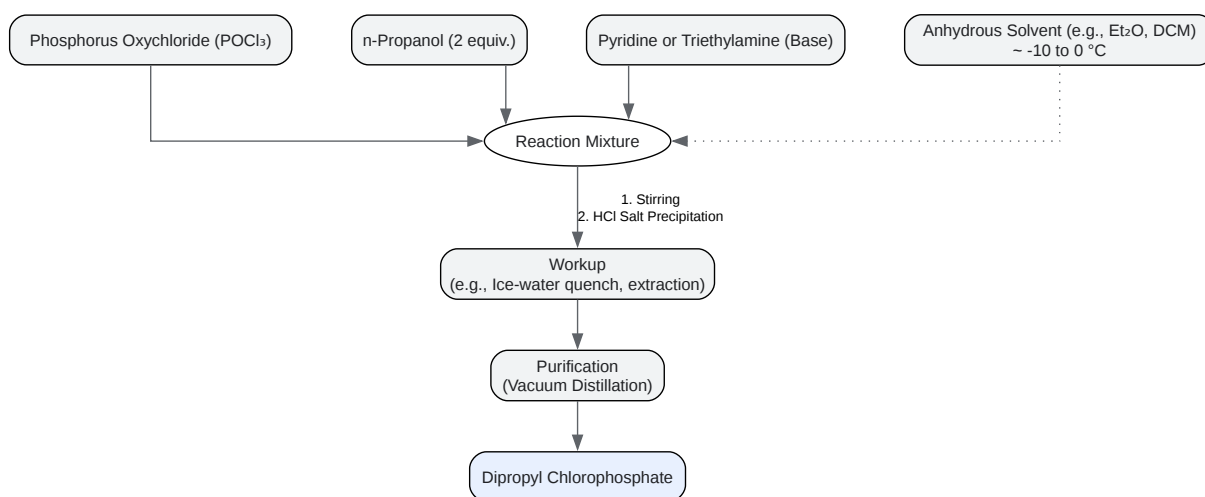 Phosphorus Oxychloride (POCl₃)
n-Propanol (2 equiv.)
Pyridine or Triethylamine (Base)
Anhydrous Solvent (e.g., Et₂O, DCM)
~ -10 to 0 °C
Reaction Mixture
1. Stirring
2. HCl Salt Precipitation
Workup
(e.g., Ice-water quench, extraction)
Purification
(Vacuum Distillation)
Dipropyl Chlorophosphate